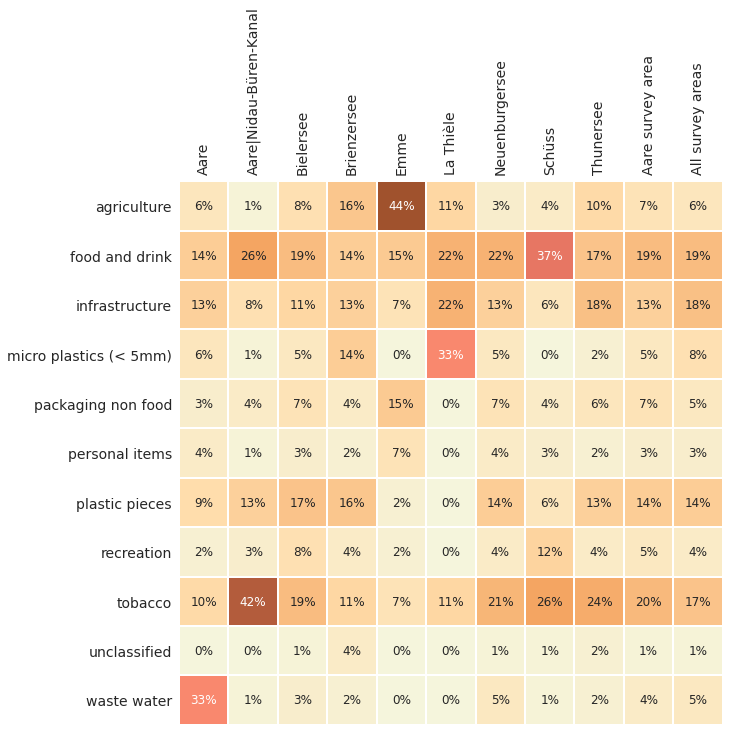 Aare Aare|Nidau-Büren-Kanal Bielersee Brienzersee Emme La Thièle Neuenburgersee Schüss Thunersee Aare survey area All survey areas
agriculture 6% 1% 8% 16% 44% 11% 3% 4% 10% 7% 6%
food and drink 14% 26% 19% 14% 15% 22% 22% 37% 17% 19% 19%
infrastructure 13% 8% 11% 13% 7% 22% 13% 6% 18% 13% 18%
micro plastics (< 5mm) 6% 1% 5% 14% 0% 33% 5% 0% 2% 5% 8%
packaging non food 3% 4% 7% 4% 15% 0% 7% 4% 6% 7% 5%
personal items 4% 1% 3% 2% 7% 0% 4% 3% 2% 3% 3%
plastic pieces 9% 13% 17% 16% 2% 0% 14% 6% 13% 14% 14%
recreation 2% 3% 8% 4% 2% 0% 4% 12% 4% 5% 4%
tobacco 10% 42% 19% 11% 7% 11% 21% 26% 24% 20% 17%
unclassified 0% 0% 1% 4% 0% 0% 1% 1% 2% 1% 1%
waste water 33% 1% 3% 2% 0% 0% 5% 1% 2% 4% 5%